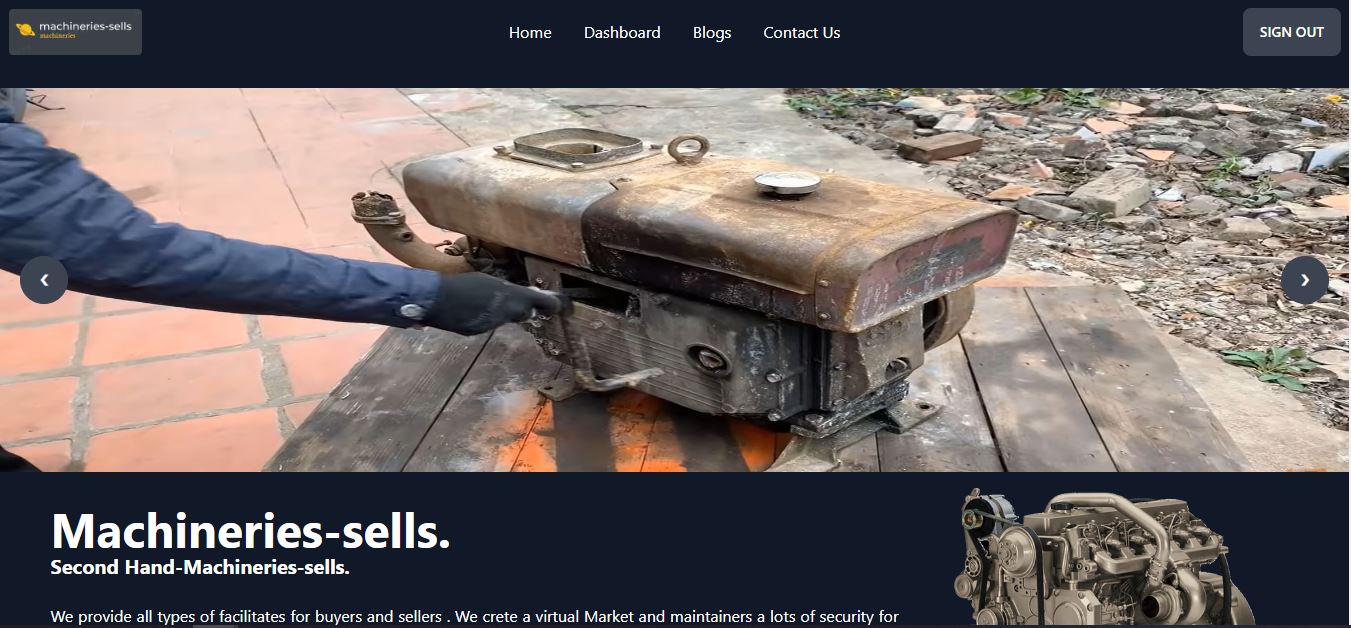 machineries-sells
machineries
Home
Dashboard
Blogs
Contact Us
SIGN OUT
Machineries-sells.
Second Hand-Machineries-sells.
We provide all types of facilitates for buyers and sellers . We crete a virtual Market and maintainers a lots of security for